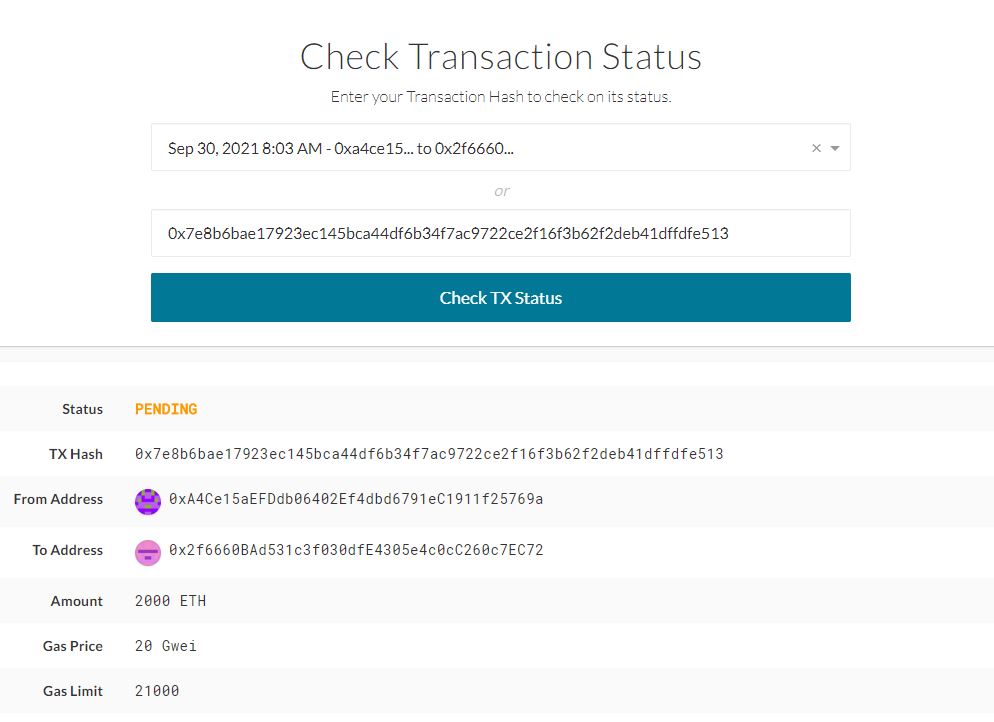 Check Transaction Status
Enter your Transaction Hash to check on its status.
Sep 30, 2021 8:03 AM - 0xa4ce15... to 0x2f6660...
or
0x7e8b6bae17923ec145bca44df6b34f7ac9722ce2f16f3b62f2deb41dffdfe513
Check TX Status
Status PENDING
TX Hash 0x7e8b6bae17923ec145bca44df6b34f7ac9722ce2f16f3b62f2deb41dffdfe513
From Address 0xA4Ce15aEFDdb06402Ef4dbd6791eC1911f25769a
To Address 0x2f6660BAd531c3f030dfE4305e4c0cC260c7EC72
Amount 2000 ETH
Gas Price 20 Gwei
Gas Limit 21000